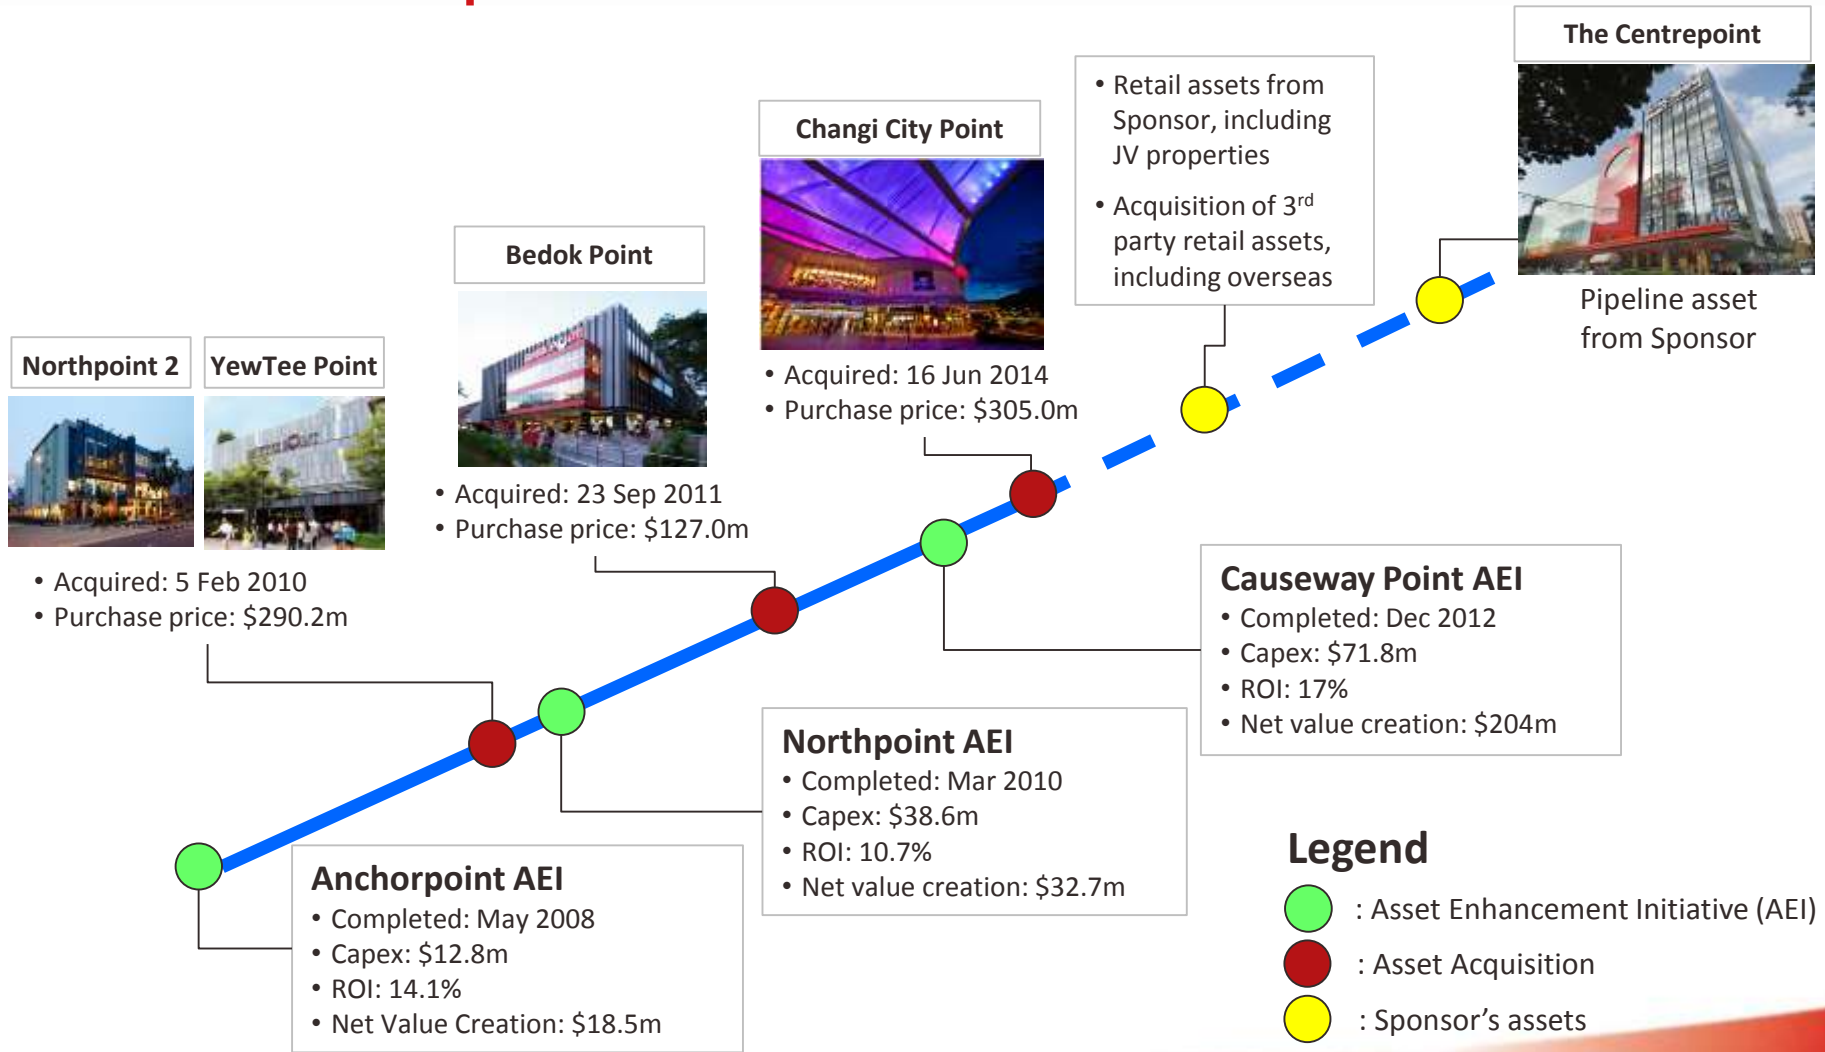 The Centrepoint
Pipeline asset
from Sponsor
• Retail assets from
Sponsor, including
JV properties
• Acquisition of 3rd
party retail assets,
including overseas
Changi City Point
• Acquired: 16 Jun 2014
• Purchase price: $305.0m
Bedok Point
• Acquired: 23 Sep 2011
• Purchase price: $127.0m
Northpoint 2
YewTee Point
• Acquired: 5 Feb 2010
• Purchase price: $290.2m
Causeway Point AEI
• Completed: Dec 2012
• Capex: $71.8m
• ROI: 17%
• Net value creation: $204m
Northpoint AEI
• Completed: Mar 2010
• Capex: $38.6m
• ROI: 10.7%
• Net value creation: $32.7m
Anchorpoint AEI
• Completed: May 2008
• Capex: $12.8m
• ROI: 14.1%
• Net Value Creation: $18.5m
Legend
: Asset Enhancement Initiative (AEI)
: Asset Acquisition
: Sponsor's assets